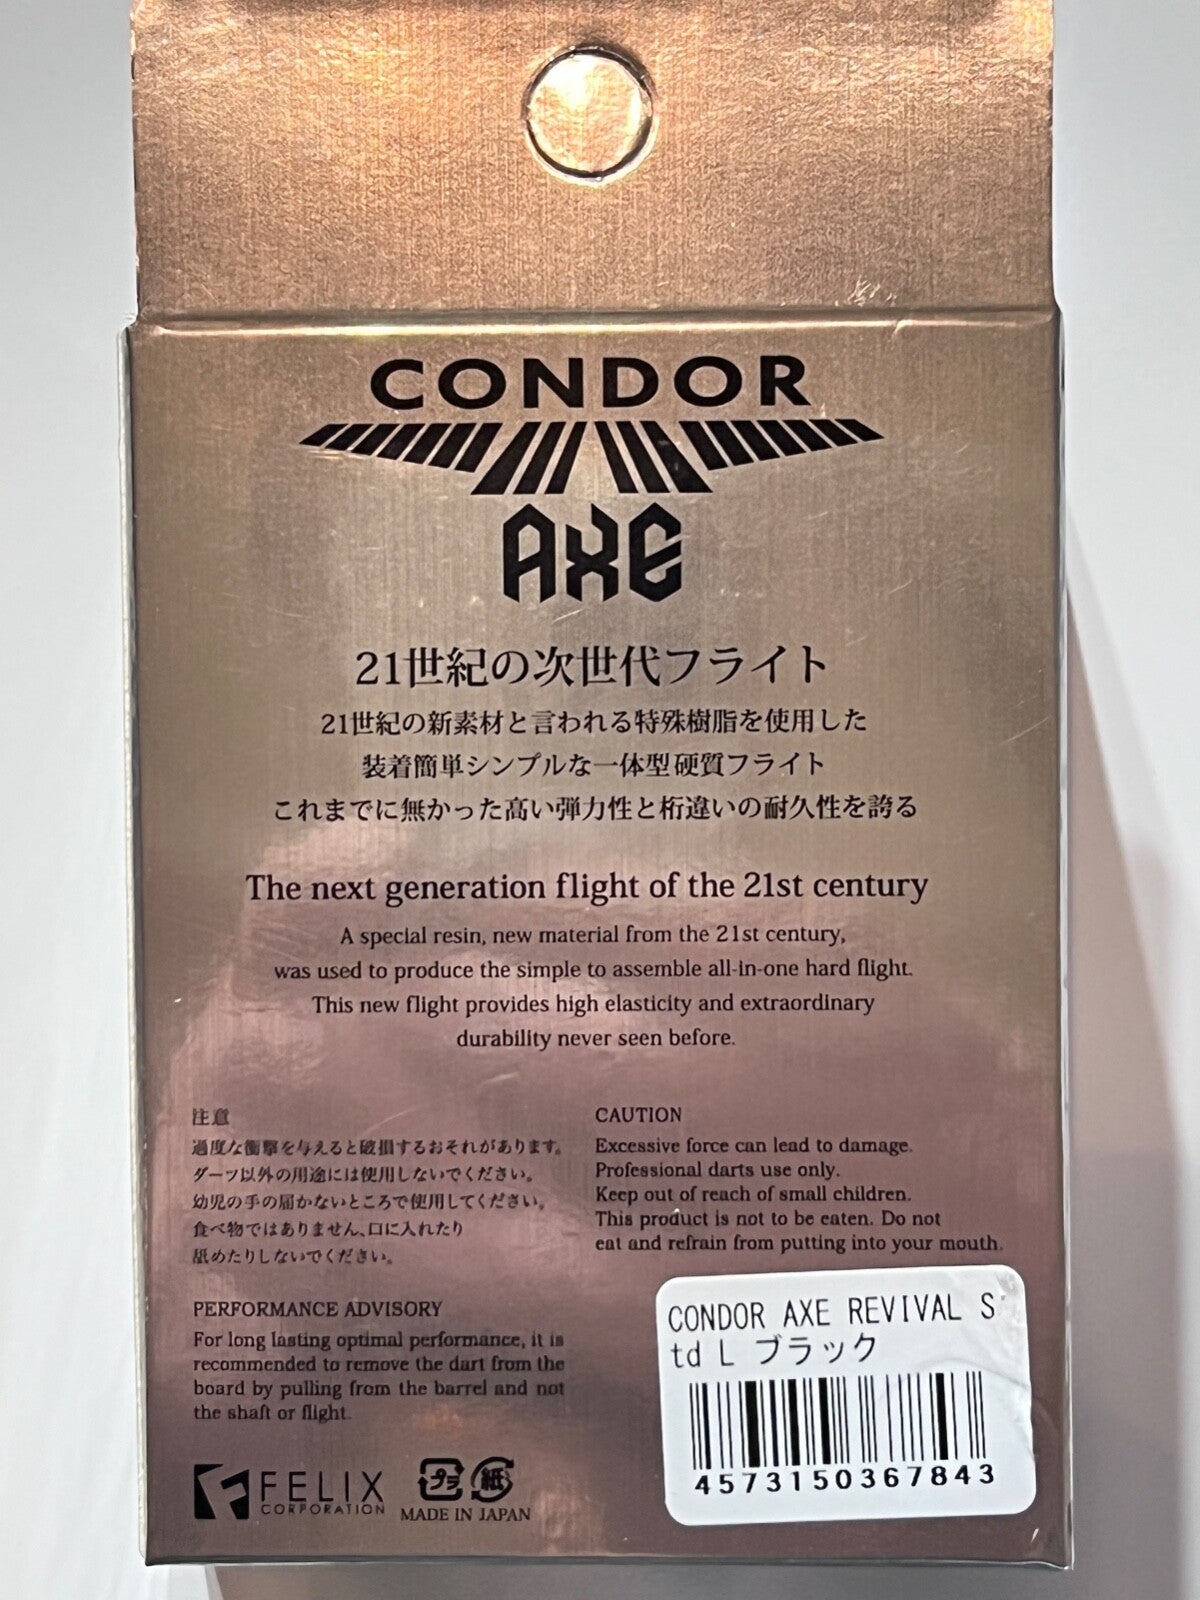 CONDOR
AXE
21世紀の次世代フライト
21世紀の新素材と言われる特殊樹脂を使用した
装着簡単シンプルな一体型硬質フライト
これまでに無かった高い弾力性と桁違いの耐久性を誇る
The next generation flight of the 21st century
A special resin, new material from the 21st century,
was used to produce the simple to assemble all-in-one hard flight.
This new flight provides high elasticity and extraordinary
durability never seen before.
注意
過度な衝撃を与えると破損するおそれがあります。
ダーツ以外の用途には使用しないでください。
幼児の手の届かないところで使用してください。
食べ物ではありません、口に入れたり
舐めたりしないでください。
CAUTION
Excessive force can lead to damage.
Professional darts use only.
Keep out of reach of small children.
This product is not to be eaten. Do not
eat and refrain from putting into your mouth.
PERFORMANCE ADVISORY
For long lasting optimal performance, it is
recommended to remove the dart from the
board by pulling from the barrel and not
the shaft or flight.
FELIX
CORPORATION
プラ 紙
MADE IN JAPAN
CONDOR AXE REVIVAL S
td L ブラック
4573150367843